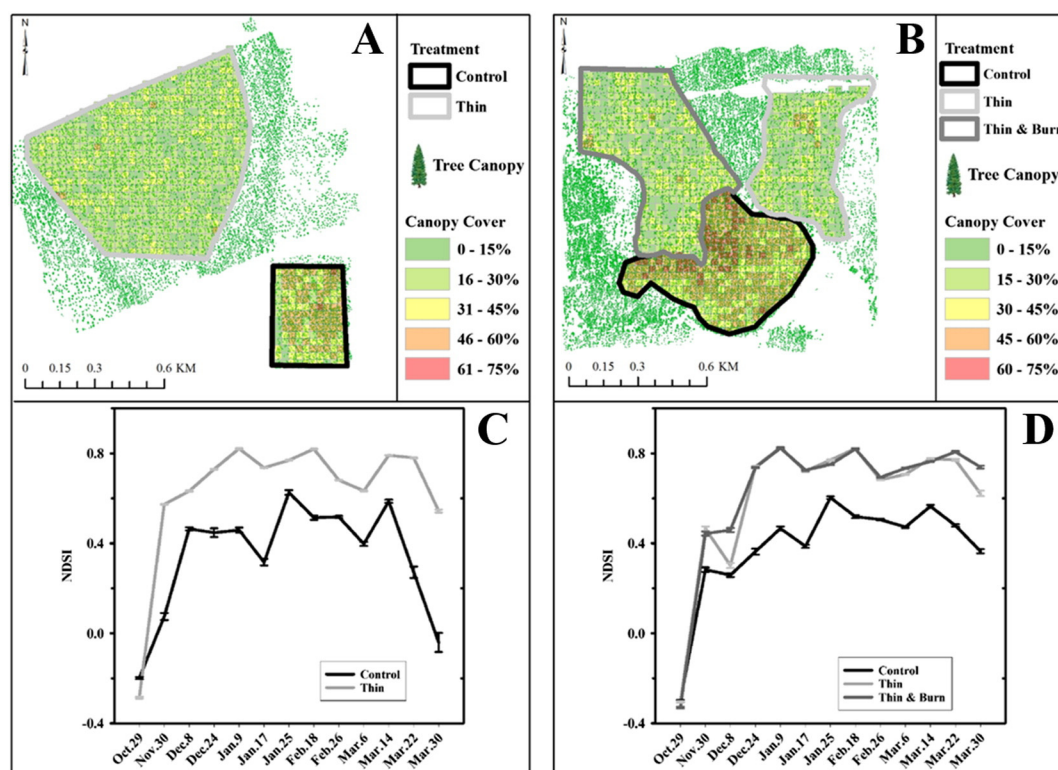 N
A
Treatment
Control
Thin
Tree Canopy
Canopy Cover
0 - 15%
16 - 30%
31 - 45%
46 - 60%
61 - 75%
0 0.15 0.3 0.6 KM
N
B
Treatment
Control
Thin
Thin & Burn
Tree Canopy
Canopy Cover
0 - 15%
15 - 30%
30 - 45%
45 - 60%
60 - 75%
0 0.15 0.3 0.6 KM
C
NDSI
0.8
0.4
0.0
-0.4
Control
Thin
Oct.29 Nov.30 Dec.8 Dec.24 Jan.9 Jan.17 Jan.25 Feb.18 Feb.26 Mar.6 Mar.14 Mar.22 Mar.30
D
NDSI
0.8
0.4
0.0
-0.4
Control
Thin
Thin & Burn
Oct.29 Nov.30 Dec.8 Dec.24 Jan.9 Jan.17 Jan.25 Feb.18 Feb.26 Mar.6 Mar.14 Mar.22 Mar.30